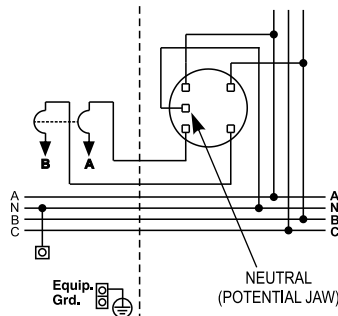 B A
A A
N N
B B
C C
NEUTRAL
(POTENTIAL JAW)
Equip.
Grd.